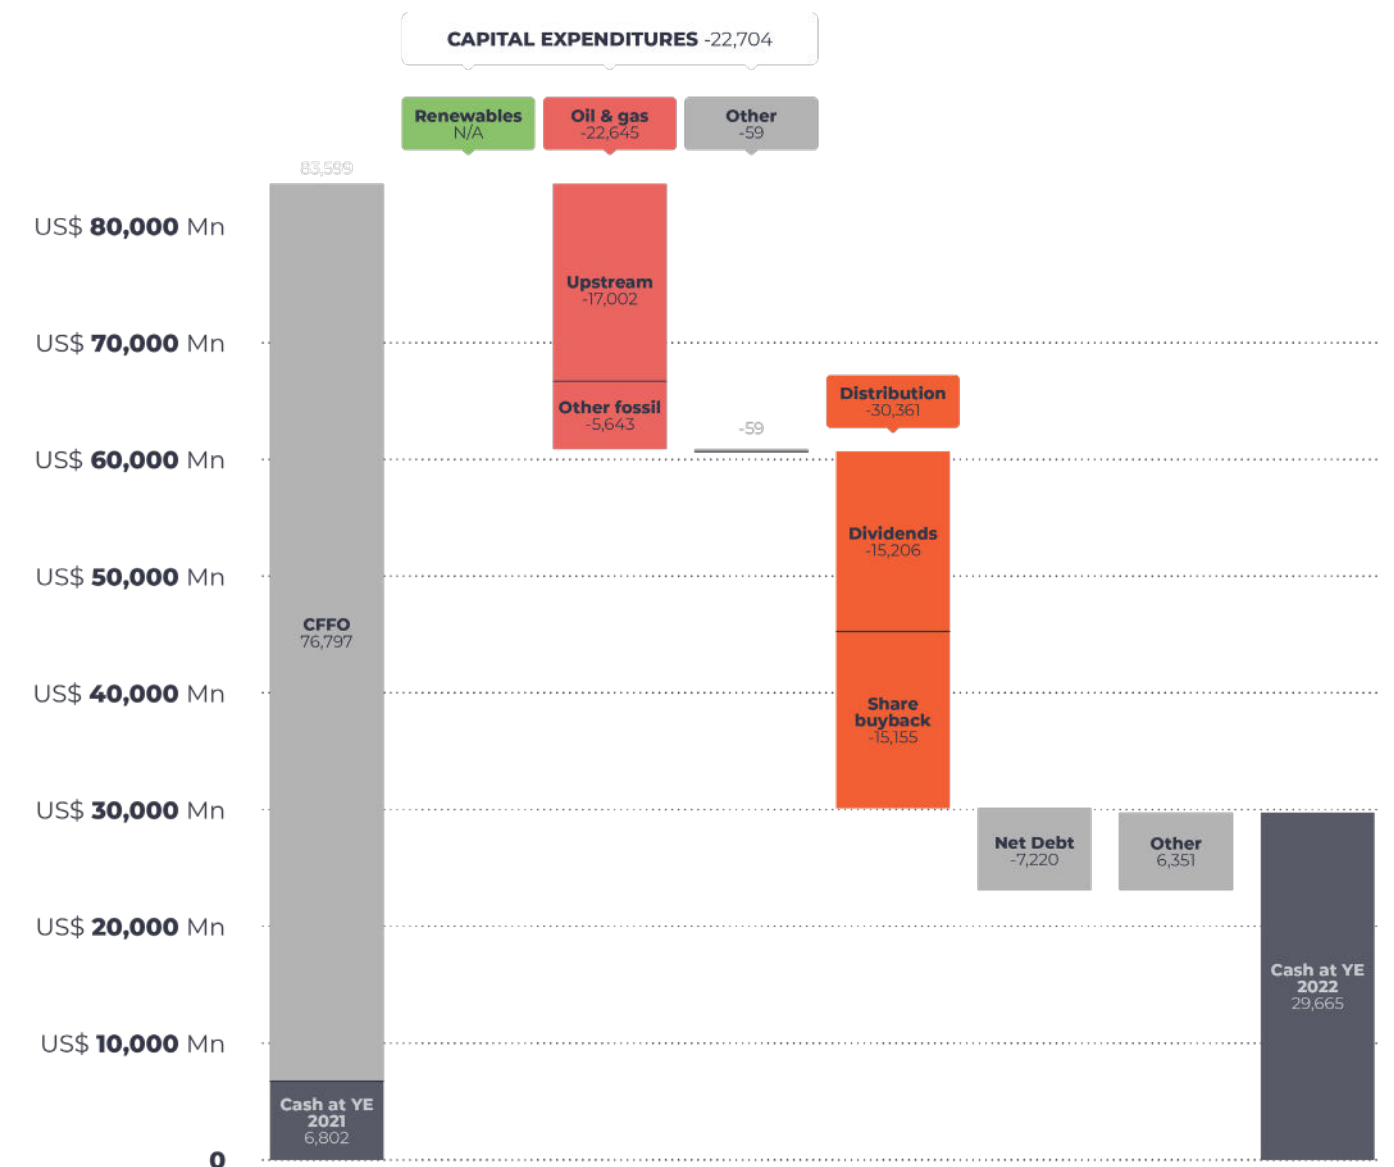 CAPITAL EXPENDITURES -22,704
Renewables
N/A
Oil & gas
-22,645
Other
-59
83,599
US$ 80,000 Mn
US$ 70,000 Mn
US$ 60,000 Mn
US$ 50,000 Mn
US$ 40,000 Mn
US$ 30,000 Mn
US$ 20,000 Mn
US$ 10,000 Mn
0
CFFO
76,797
Cash at YE
2021
6,802
Upstream
-17,002
Other fossil
-5,643
-59
Distribution
-30,361
Dividends
-15,206
Share
buyback
-15,155
Net Debt
-7,220
Other
6,351
Cash at YE
2022
29,665